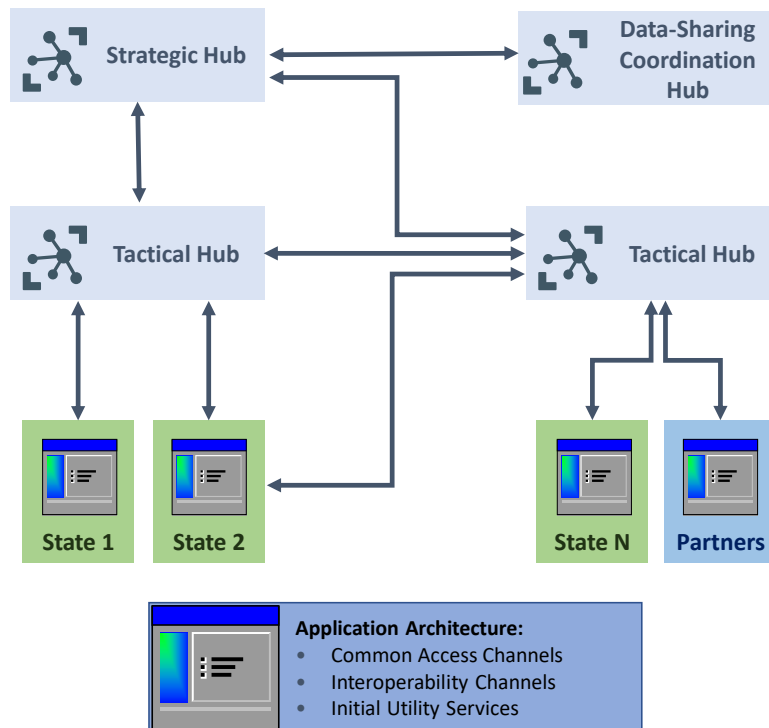 Strategic Hub
Data-Sharing
Coordination
Hub
Tactical Hub
Tactical Hub
State 1
State 2
State N
Partners
Application Architecture:
• Common Access Channels
• Interoperability Channels
• Initial Utility Services